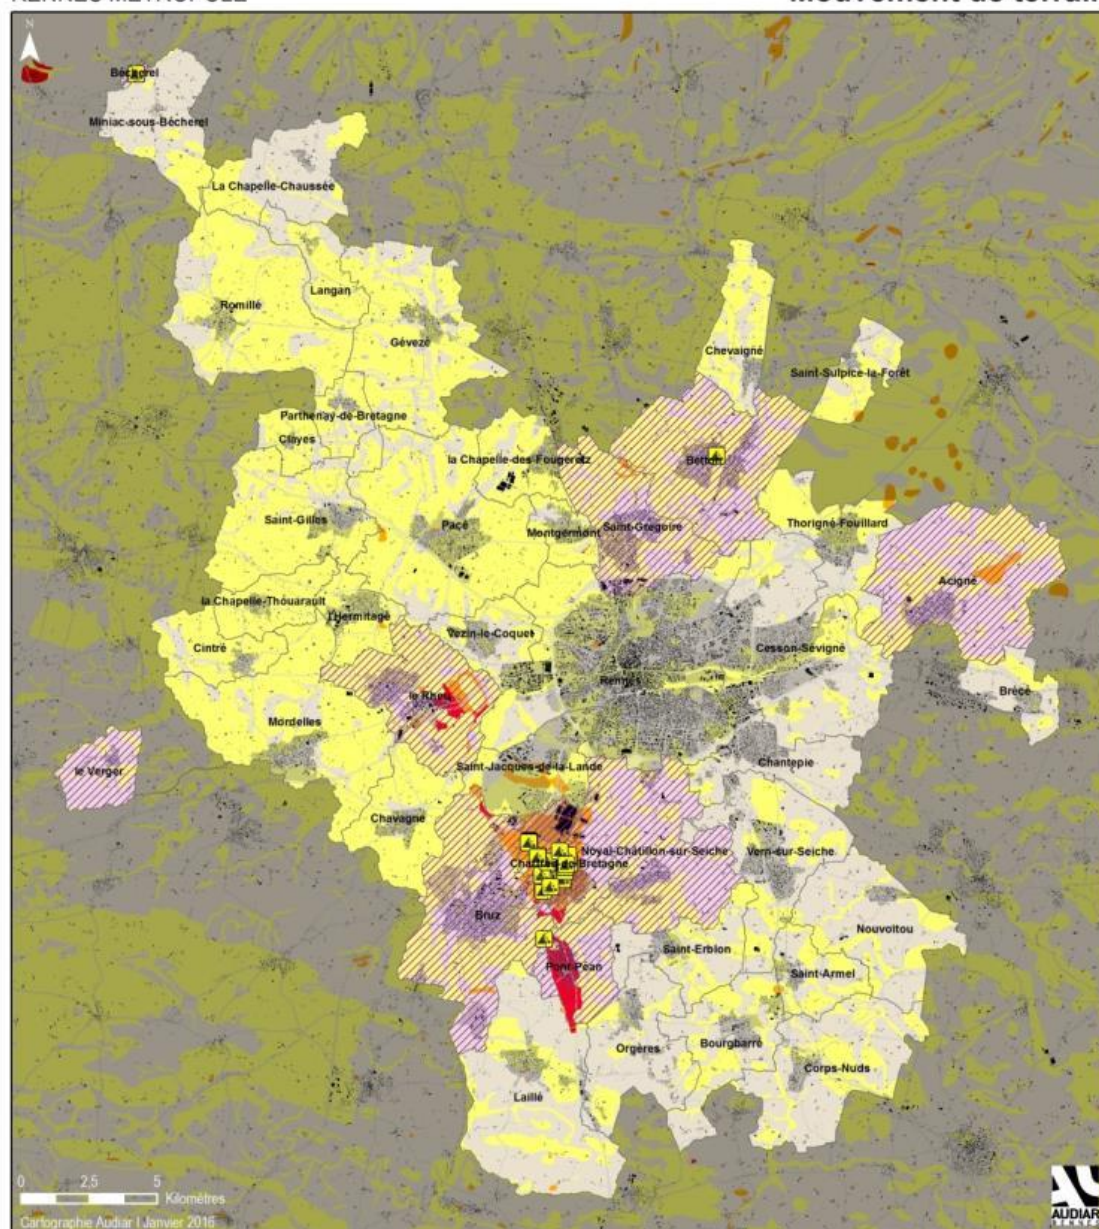 RENNES MÉTROPOLE
Mouvement de terrain
N
Bécherel
Miniac-sous-Bécherel
La Chapelle-Chaussée
Langan
Romillé
Gévezé
Chevaigné
Saint-Sulpice-la-Forêt
Parthenay-de-Bretagne
Clayes
la Chapelle-des-Fougeretz
Betton
Saint-Gilles
Pacé
Montgermont
Saint-Grégoire
Thorigné-Fouillard
Acigné
la Chapelle-Thouarault
l'Hermitage
Vezin-le-Coquet
Cintré
Cesson-Sévigné
Rennes
le Rheu
Brécé
Mordelles
le Verger
Saint-Jacques-de-la-Lande
Chantepie
Chavagne
Noyal-Châtillon-sur-Seiche
Vern-sur-Seiche
Chartres-de-Bretagne
Bruz
Nouvoitou
Saint-Erblon
Pont-Péan
Saint-Armel
Orgères
Bourgbarré
Corps-Nuds
Laillé
0 2,5 5
Kilomètres
Cartographie Audiar I Janvier 2016
AUDIAR
RENNES